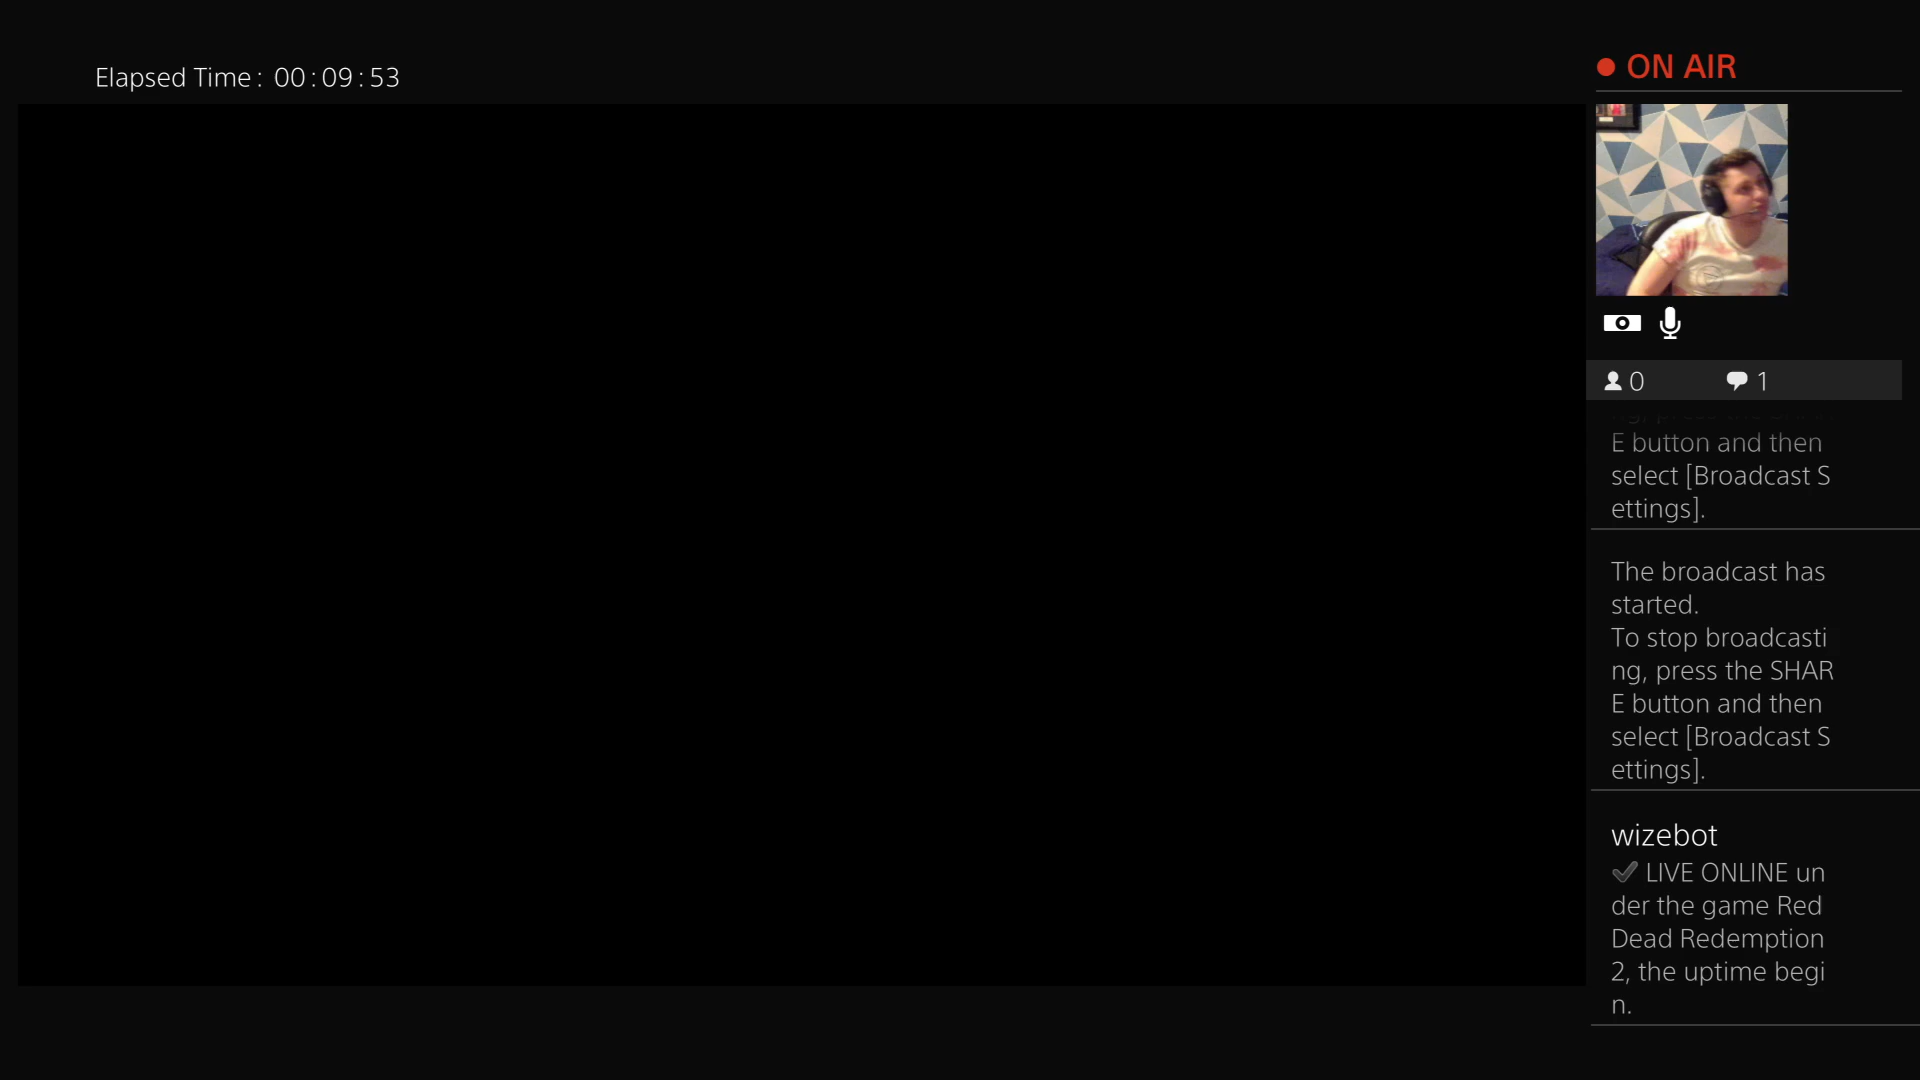 Elapsed Time: 00:09:53
ON AIR
0 1
E button and then
select [Broadcast S
ettings].
The broadcast has
started.
To stop broadcasti
ng, press the SHAR
E button and then
select [Broadcast S
ettings].
wizebot
✔ LIVE ONLINE un
der the game Red
Dead Redemption
2, the uptime begi
n.